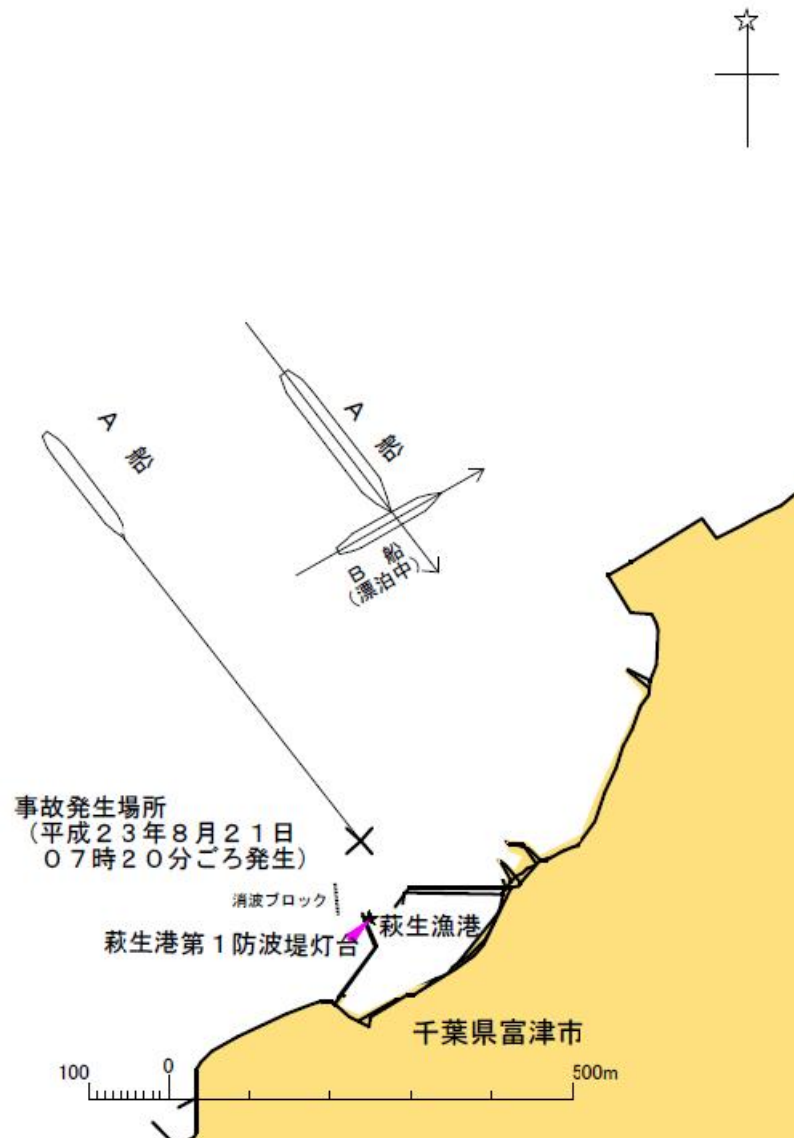 A 船
A 船
B 船
(漂泊中)
事故発生場所
(平成23年8月21日
07時20分ごろ発生)
消波ブロック
萩生港第1防波堤灯台
萩生漁港
千葉県富津市
100 0 500m